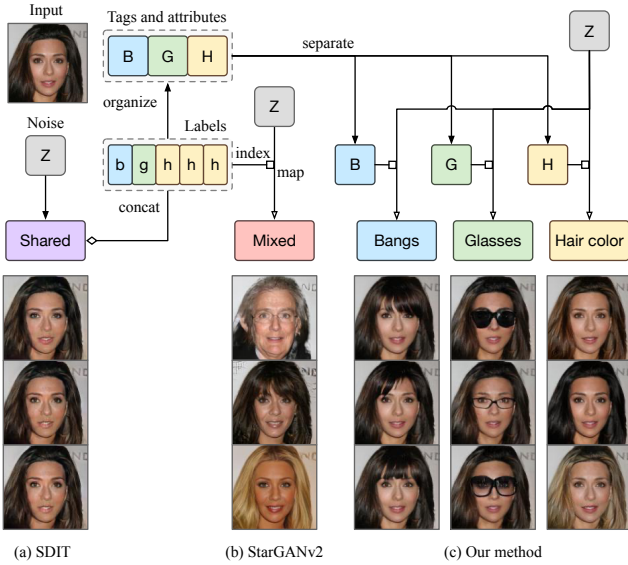 Input
Tags and attributes
B G H
separate
Z
organize
Noise
Z
Labels
Z
b g h h h
index
map
B
G
H
concat
Shared
Mixed
Bangs
Glasses
Hair color
(a) SDIT
(b) StarGANv2
(c) Our method